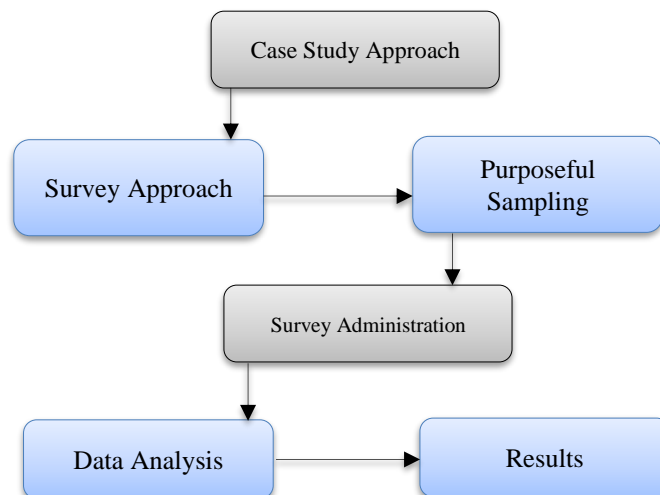 Case Study Approach
Survey Approach
Purposeful
Sampling
Survey Administration
Data Analysis
Results